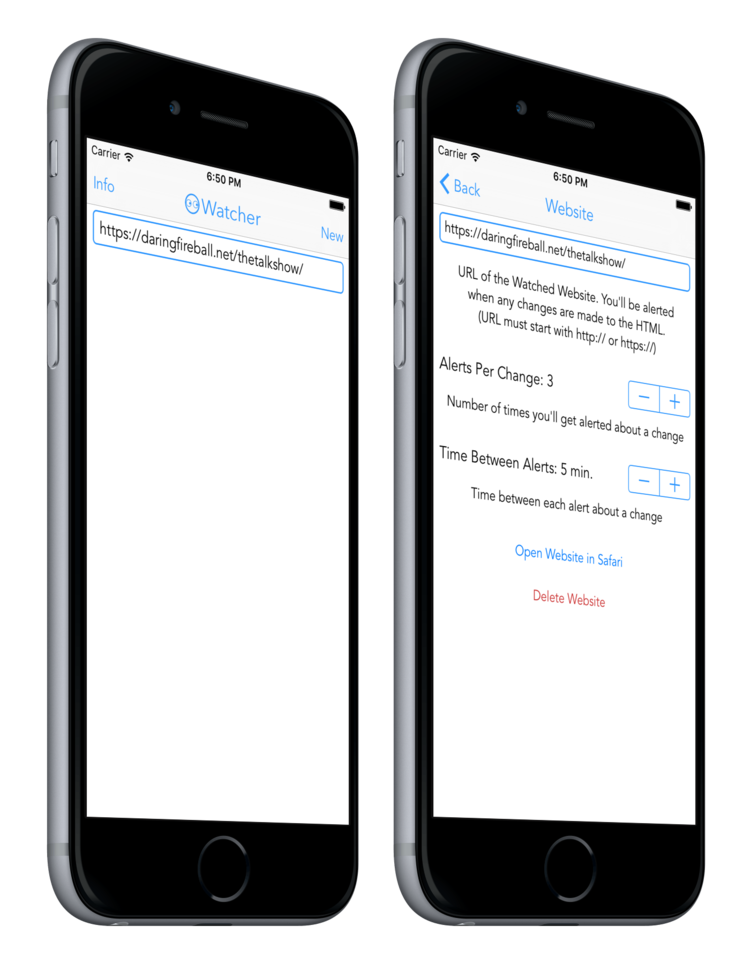 Carrier
6:50 PM
Info
Watcher
New
https://daringfireball.net/thetalkshow/
Carrier
6:50 PM
Back
Website
https://daringfireball.net/thetalkshow/
URL of the Watched Website. You'll be alerted
when any changes are made to the HTML.
(URL must start with http:// or https://)
Alerts Per Change: 3
− +
Number of times you'll get alerted about a change
Time Between Alerts: 5 min.
− +
Time between each alert about a change
Open Website in Safari
Delete Website